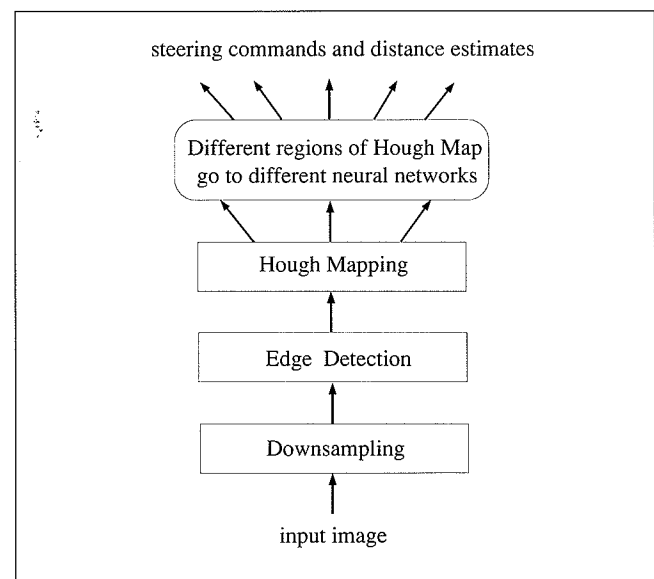 steering commands and distance estimates
Different regions of Hough Map
go to different neural networks
Hough Mapping
Edge Detection
Downsampling
input image